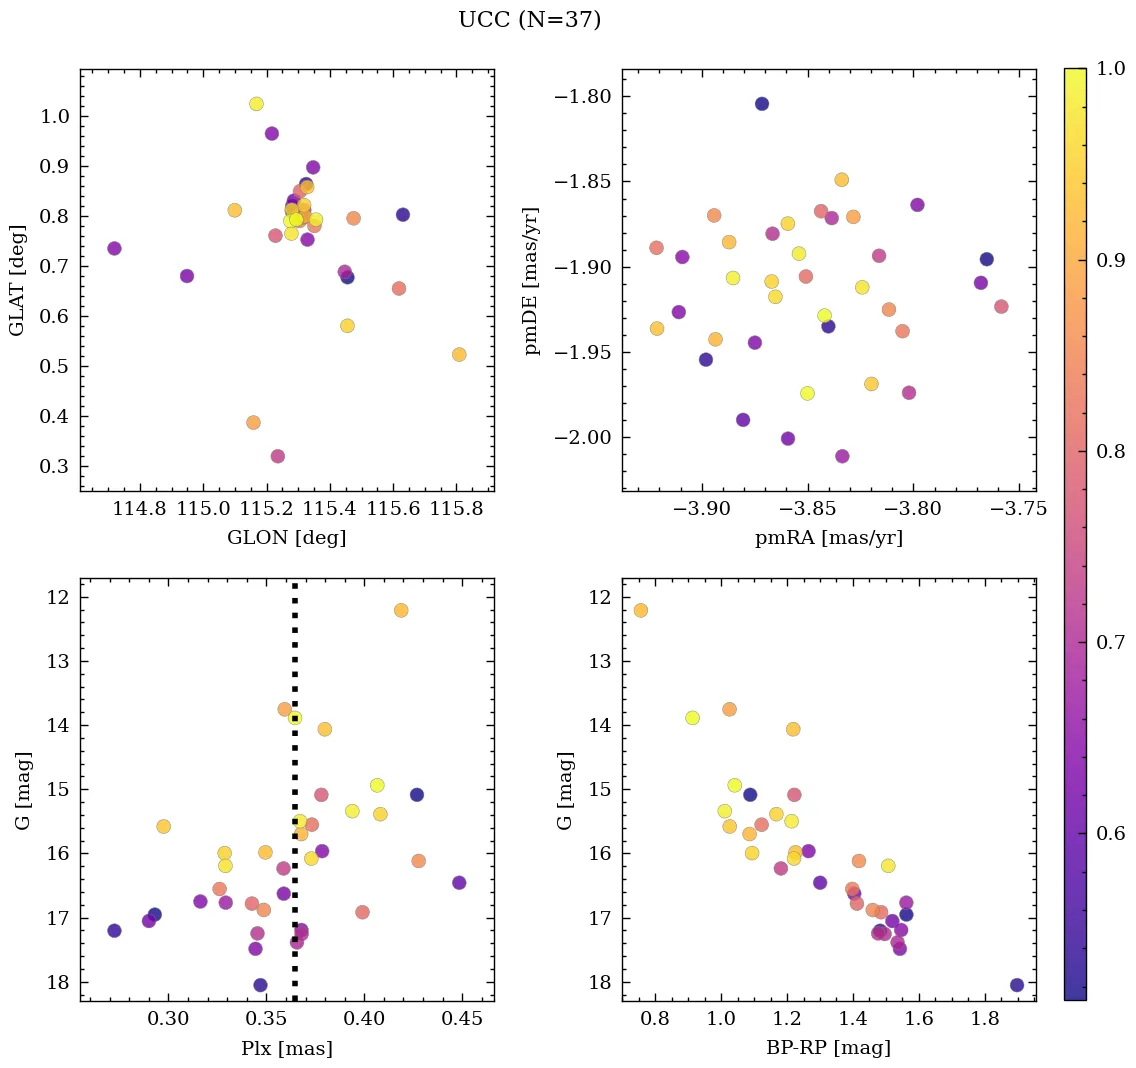 UCC (N=37)
1.0
0.9
0.8
0.7
0.6
0.5
0.4
0.3
GLAT [deg]
114.8 115.0 115.2 115.4 115.6 115.8
GLON [deg]
−1.80
−1.85
−1.90
−1.95
−2.00
pmDE [mas/yr]
−3.90 −3.85 −3.80 −3.75
pmRA [mas/yr]
12
13
14
15
16
17
18
G [mag]
0.30 0.35 0.40 0.45
Plx [mas]
12
13
14
15
16
17
18
G [mag]
0.8 1.0 1.2 1.4 1.6 1.8
BP-RP [mag]
1.0
0.9
0.8
0.7
0.6